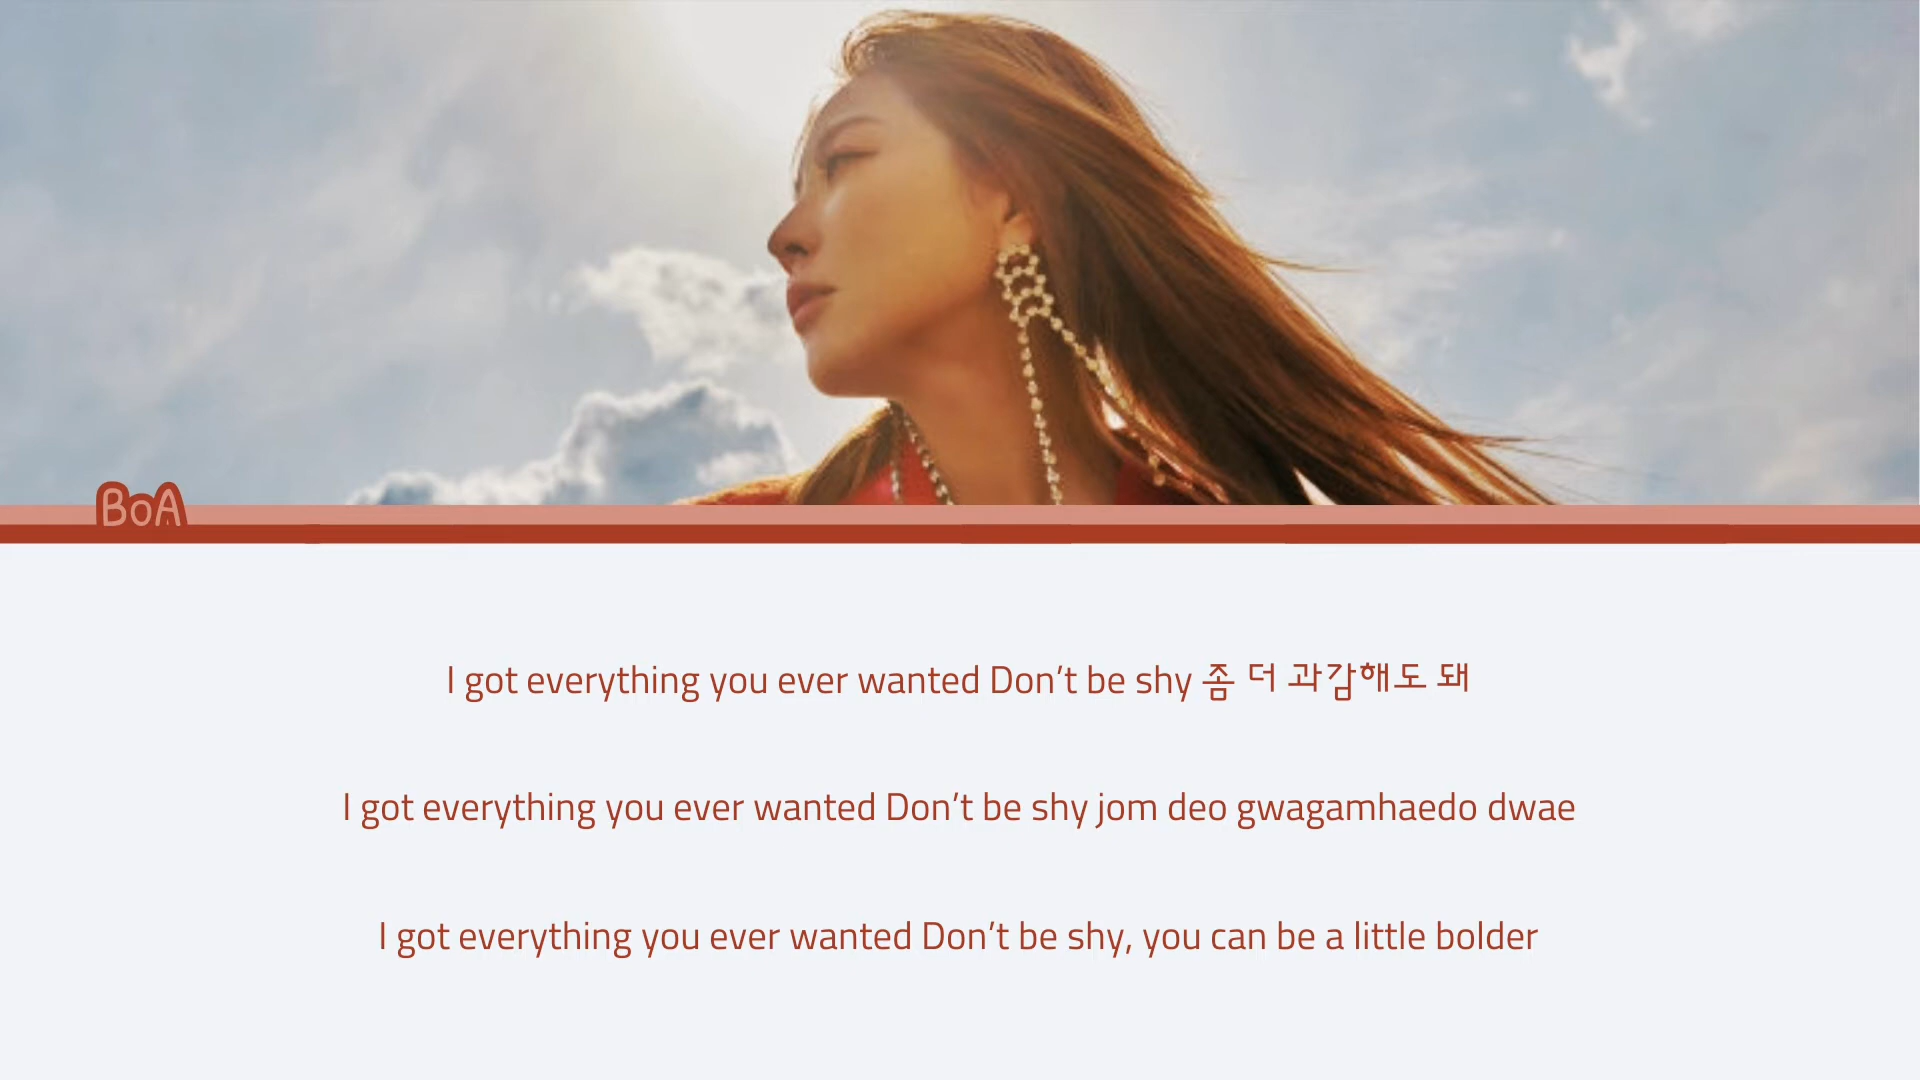 BoA
I got everything you ever wanted Don’t be shy 좀 더 과감해도 돼
I got everything you ever wanted Don’t be shy jom deo gwagamhaedo dwae
I got everything you ever wanted Don’t be shy, you can be a little bolder